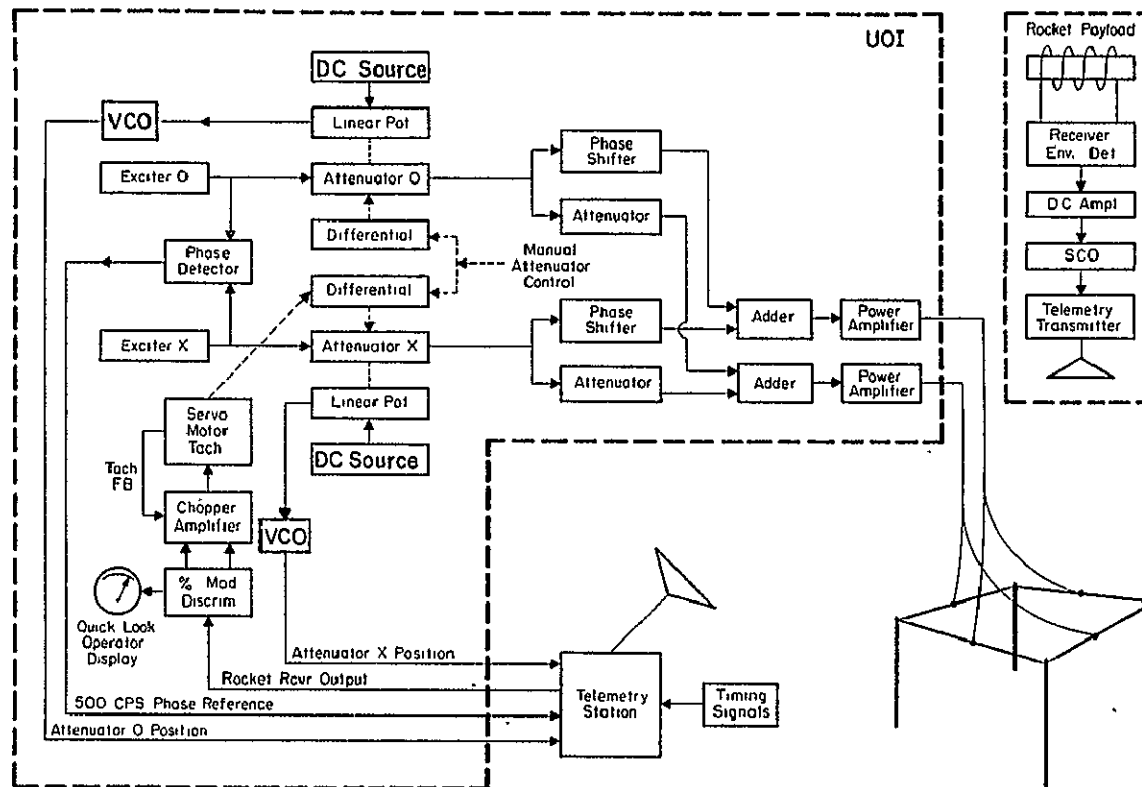 UOI
Rocket Payload
DC Source
VCO
Linear Pot
Exciter O
Attenuator O
Phase
Shifter
Receiver
Env. Det
Attenuator
DC Ampl
Differential
Phase
Detector
Manual
Attenuator
Control
SCO
Differential
Phase
Shifter
Adder
Power
Amplifier
Telemetry
Transmitter
Exciter X
Attenuator X
Attenuator
Adder
Power
Amplifier
Linear Pot
Servo
Motor
Tach
DC Source
Tach
FB
Chopper
Amplifier
VCO
% Mod
Discrim
Quick Look
Operator
Display
Attenuator X Position
Rocket Rcvr Output
500 CPS Phase Reference
Attenuator O Position
Telemetry
Station
Timing
Signals